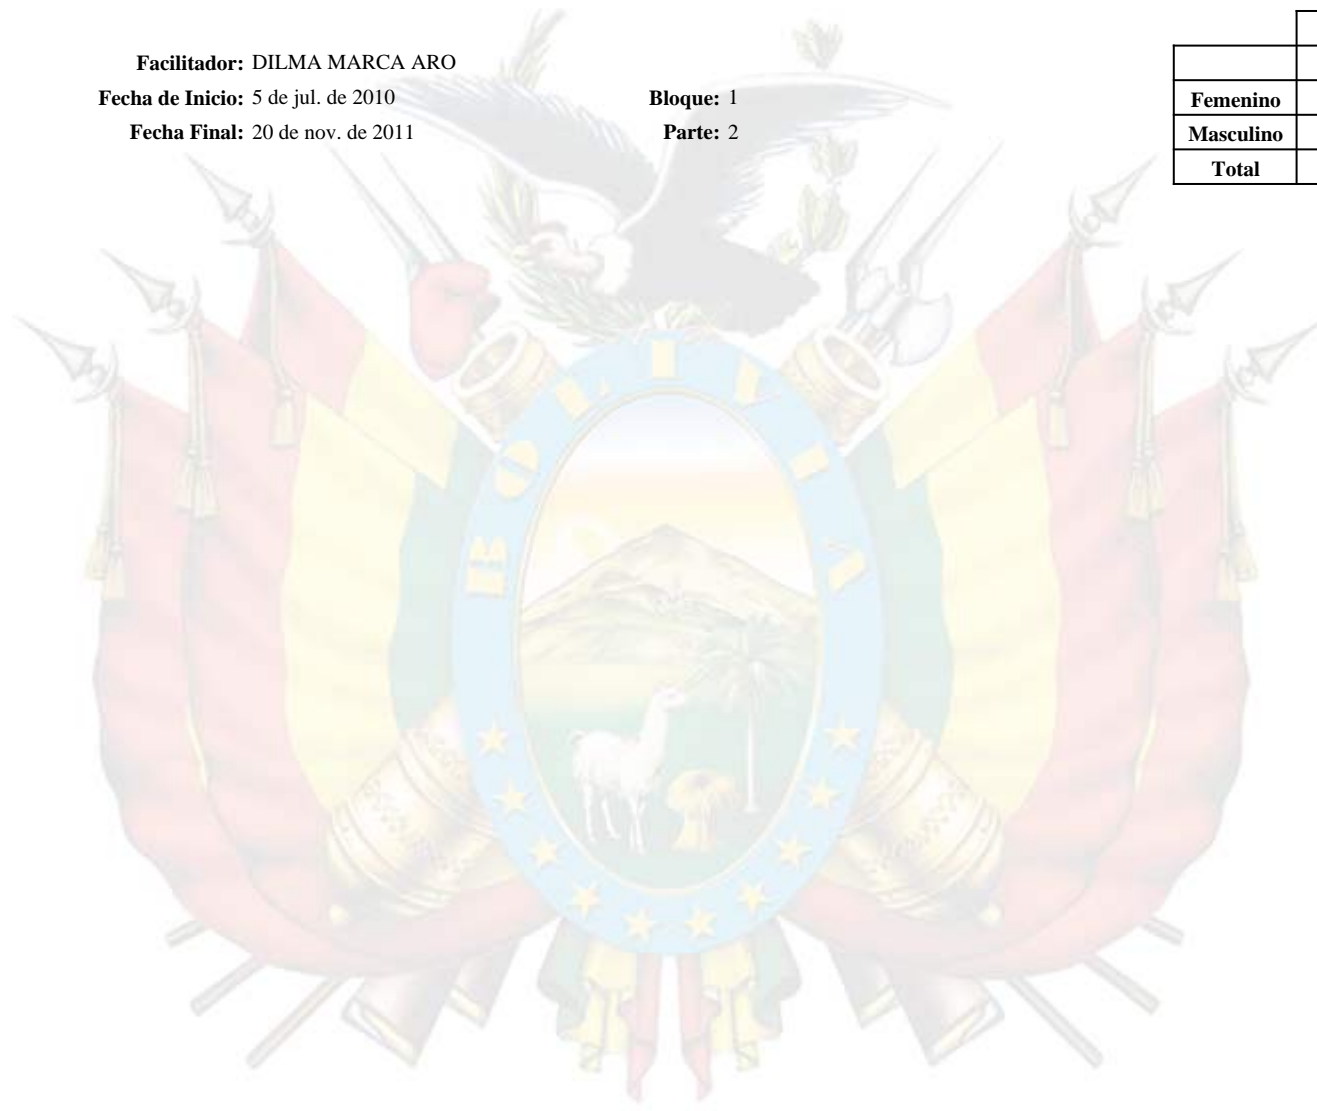 Facilitador: DILMA MARCA ARO
Fecha de Inicio: 5 de jul. de 2010 Bloque: 1
Fecha Final: 20 de nov. de 2011 Parte: 2
Femenino
Masculino
Total
BOLIVIA